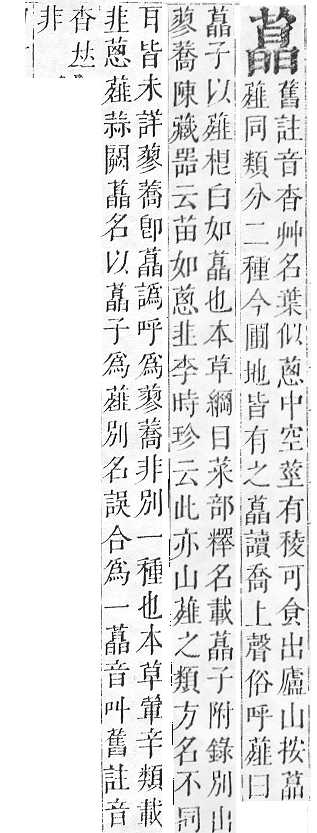 藠
舊註音杳艸名葉似蔥中空莖有稜可食出廬山按藠
薤同類分二種今圃地皆有之藠讀喬上聲俗呼薤曰
藠子以薤根白如藠也本草綱目菜部釋名載藠子附錄別出
蓼蕎陳藏器云苗如蔥韭李時珍云此亦山薤之類方名不同
耳皆未詳蓼蕎卽藠譌呼爲蓼蕎非別一種也本草葷辛類載
韭蔥薤蒜闕藠名以藠子爲薤別名誤合爲一藠音叫舊註音
杳𠀤
非